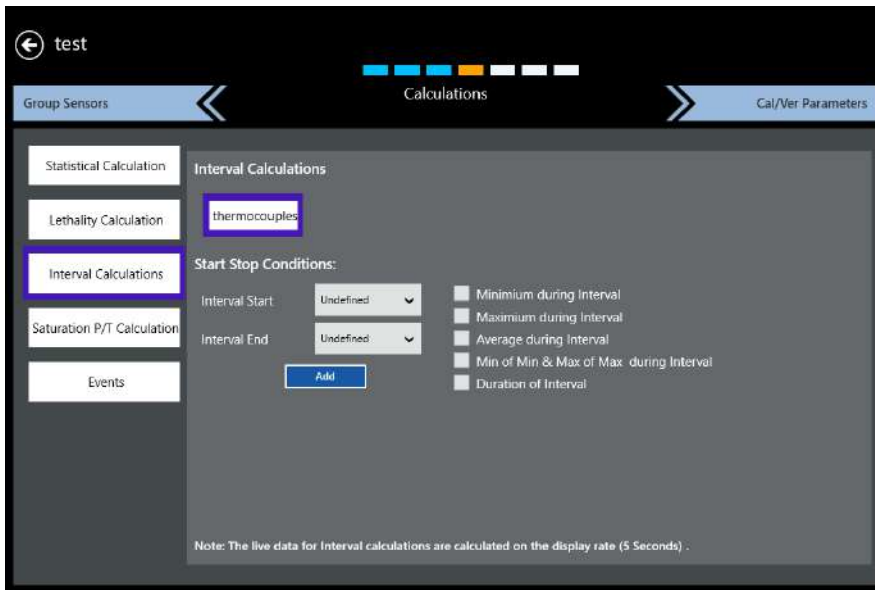 test
Calculations
Group Sensors
Cal/Ver Parameters
Statistical Calculation
Lethality Calculation
Interval Calculations
Saturation P/T Calculation
Events
Interval Calculations
thermocouples
Start Stop Conditions:
Interval Start Undefined
Interval End Undefined
Add
Minimium during Interval
Maximium during Interval
Average during Interval
Min of Min & Max of Max during Interval
Duration of Interval
Note: The live data for Interval calculations are calculated on the display rate (5 Seconds) .